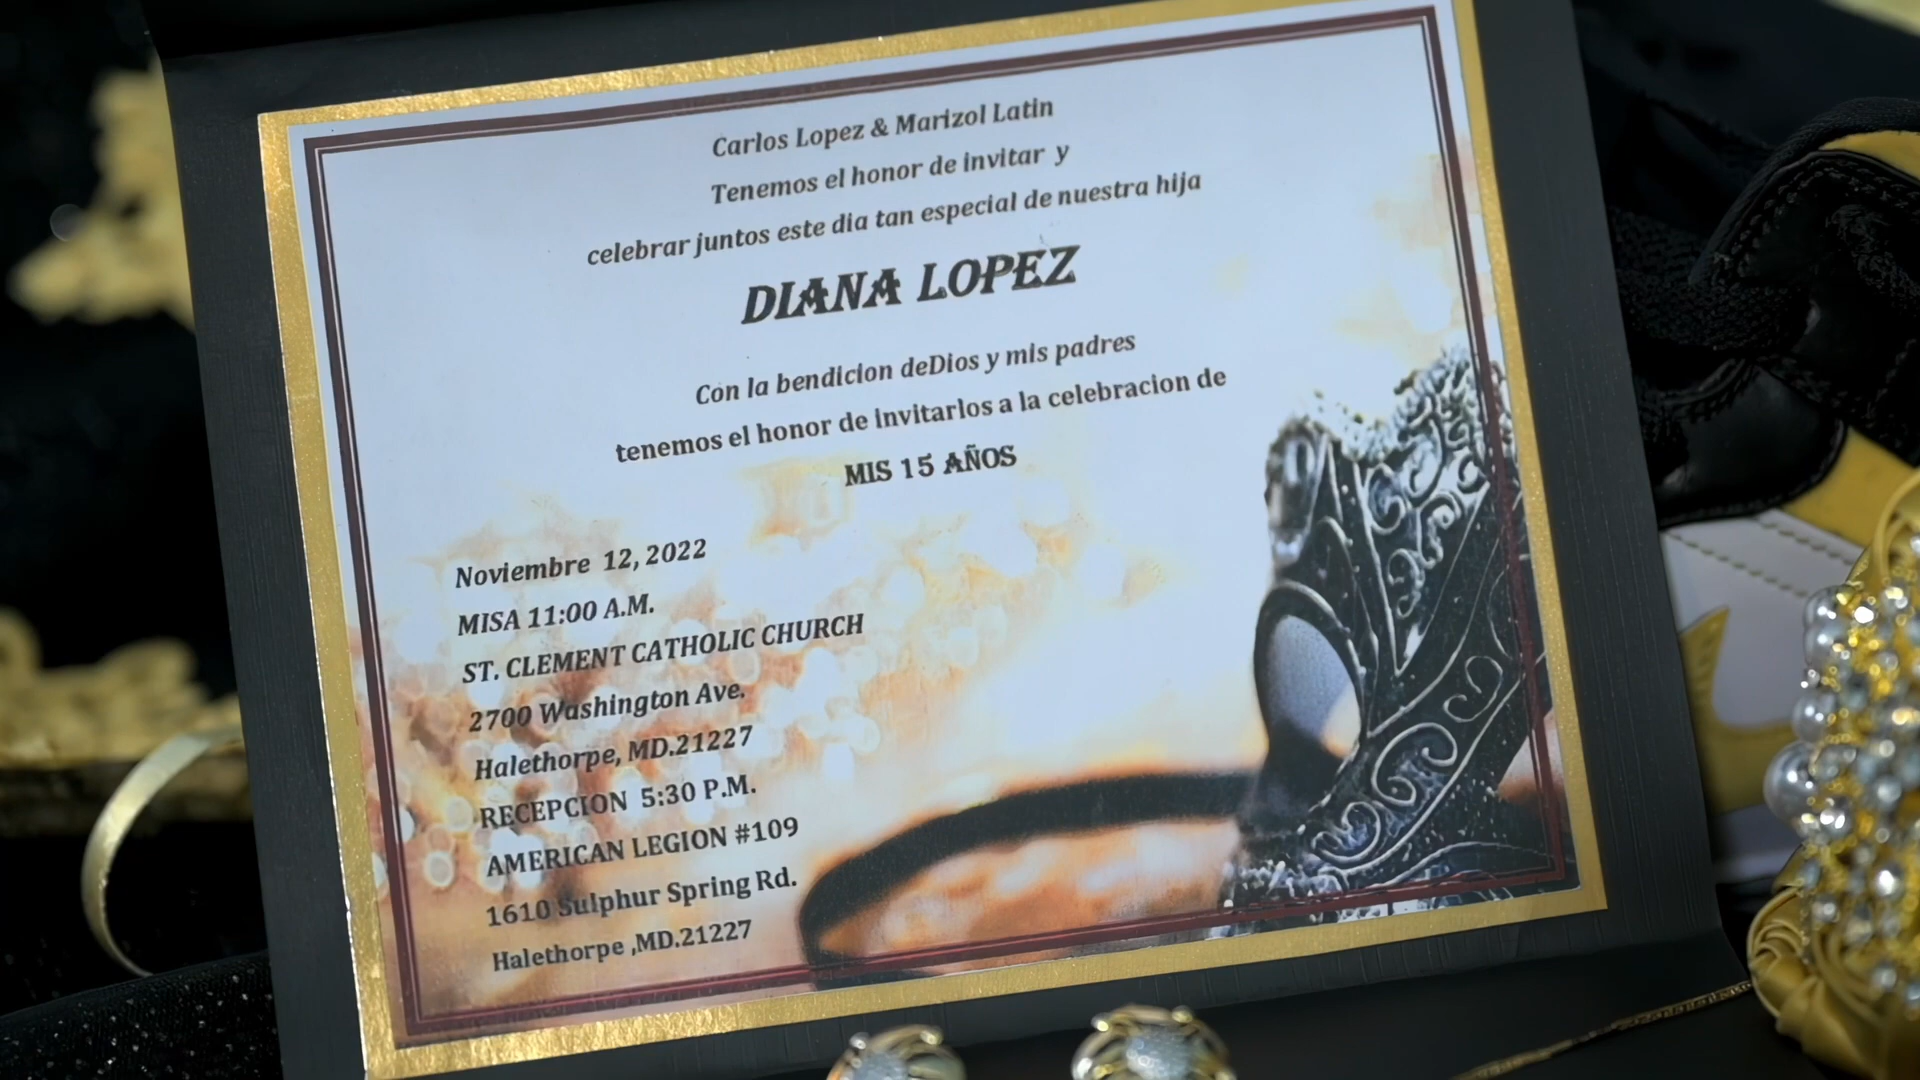 Carlos Lopez & Marizol Latin
Tenemos el honor de invitar y
celebrar juntos este dia tan especial de nuestra hija
DIANA LOPEZ
Con la bendicion deDios y mis padres
tenemos el honor de invitarlos a la celebracion de
MIS 15 AÑOS
Noviembre 12, 2022
MISA 11:00 A.M.
ST. CLEMENT CATHOLIC CHURCH
2700 Washington Ave.
Halethorpe, MD.21227
RECEPCION 5:30 P.M.
AMERICAN LEGION #109
1610 Sulphur Spring Rd.
Halethorpe ,MD.21227